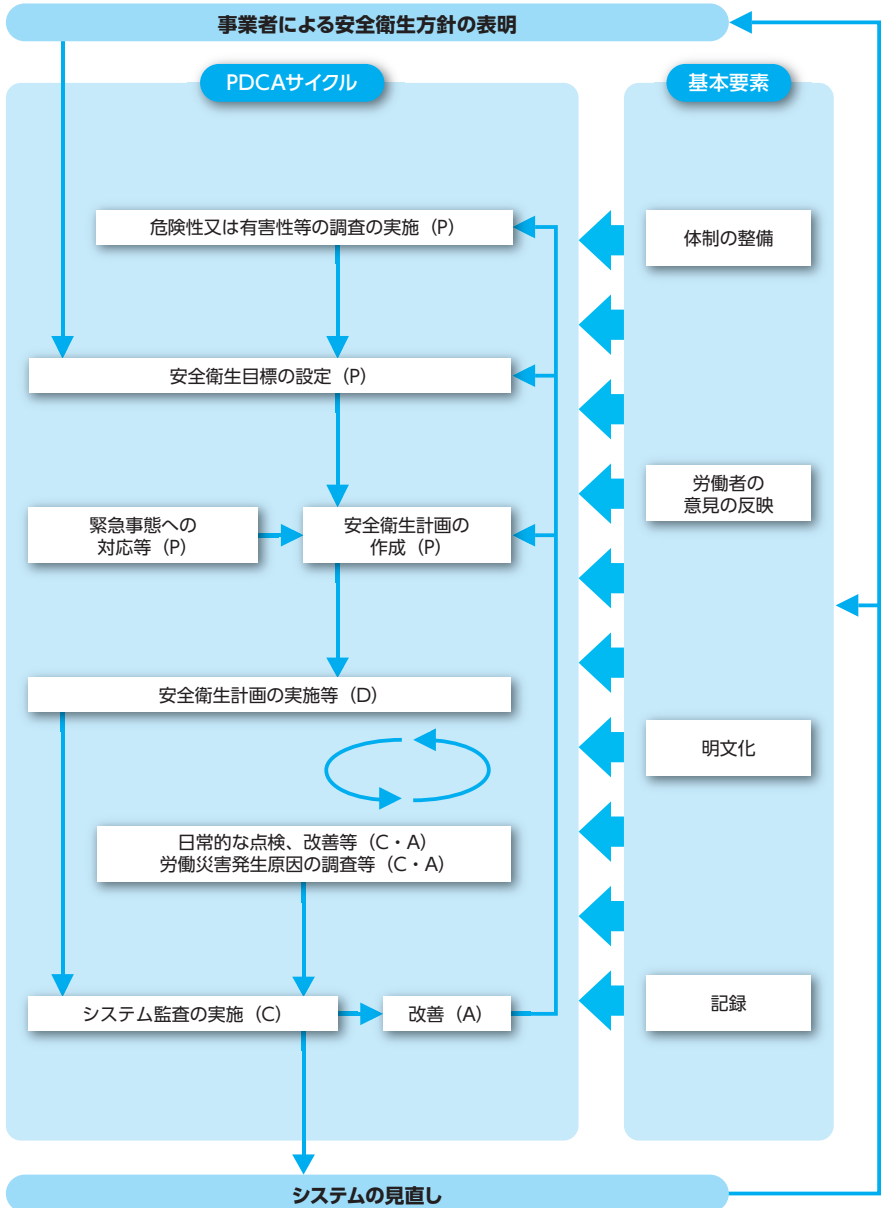 事業者による安全衛生方針の表明
PDCAサイクル
基本要素
危険性又は有害性等の調査の実施（P）
体制の整備
安全衛生目標の設定（P）
緊急事態への
対応等（P）
安全衛生計画の
作成（P）
労働者の
意見の反映
安全衛生計画の実施等（D）
明文化
日常的な点検、改善等（C・A）
労働災害発生原因の調査等（C・A）
システム監査の実施（C）
改善（A）
記録
システムの見直し